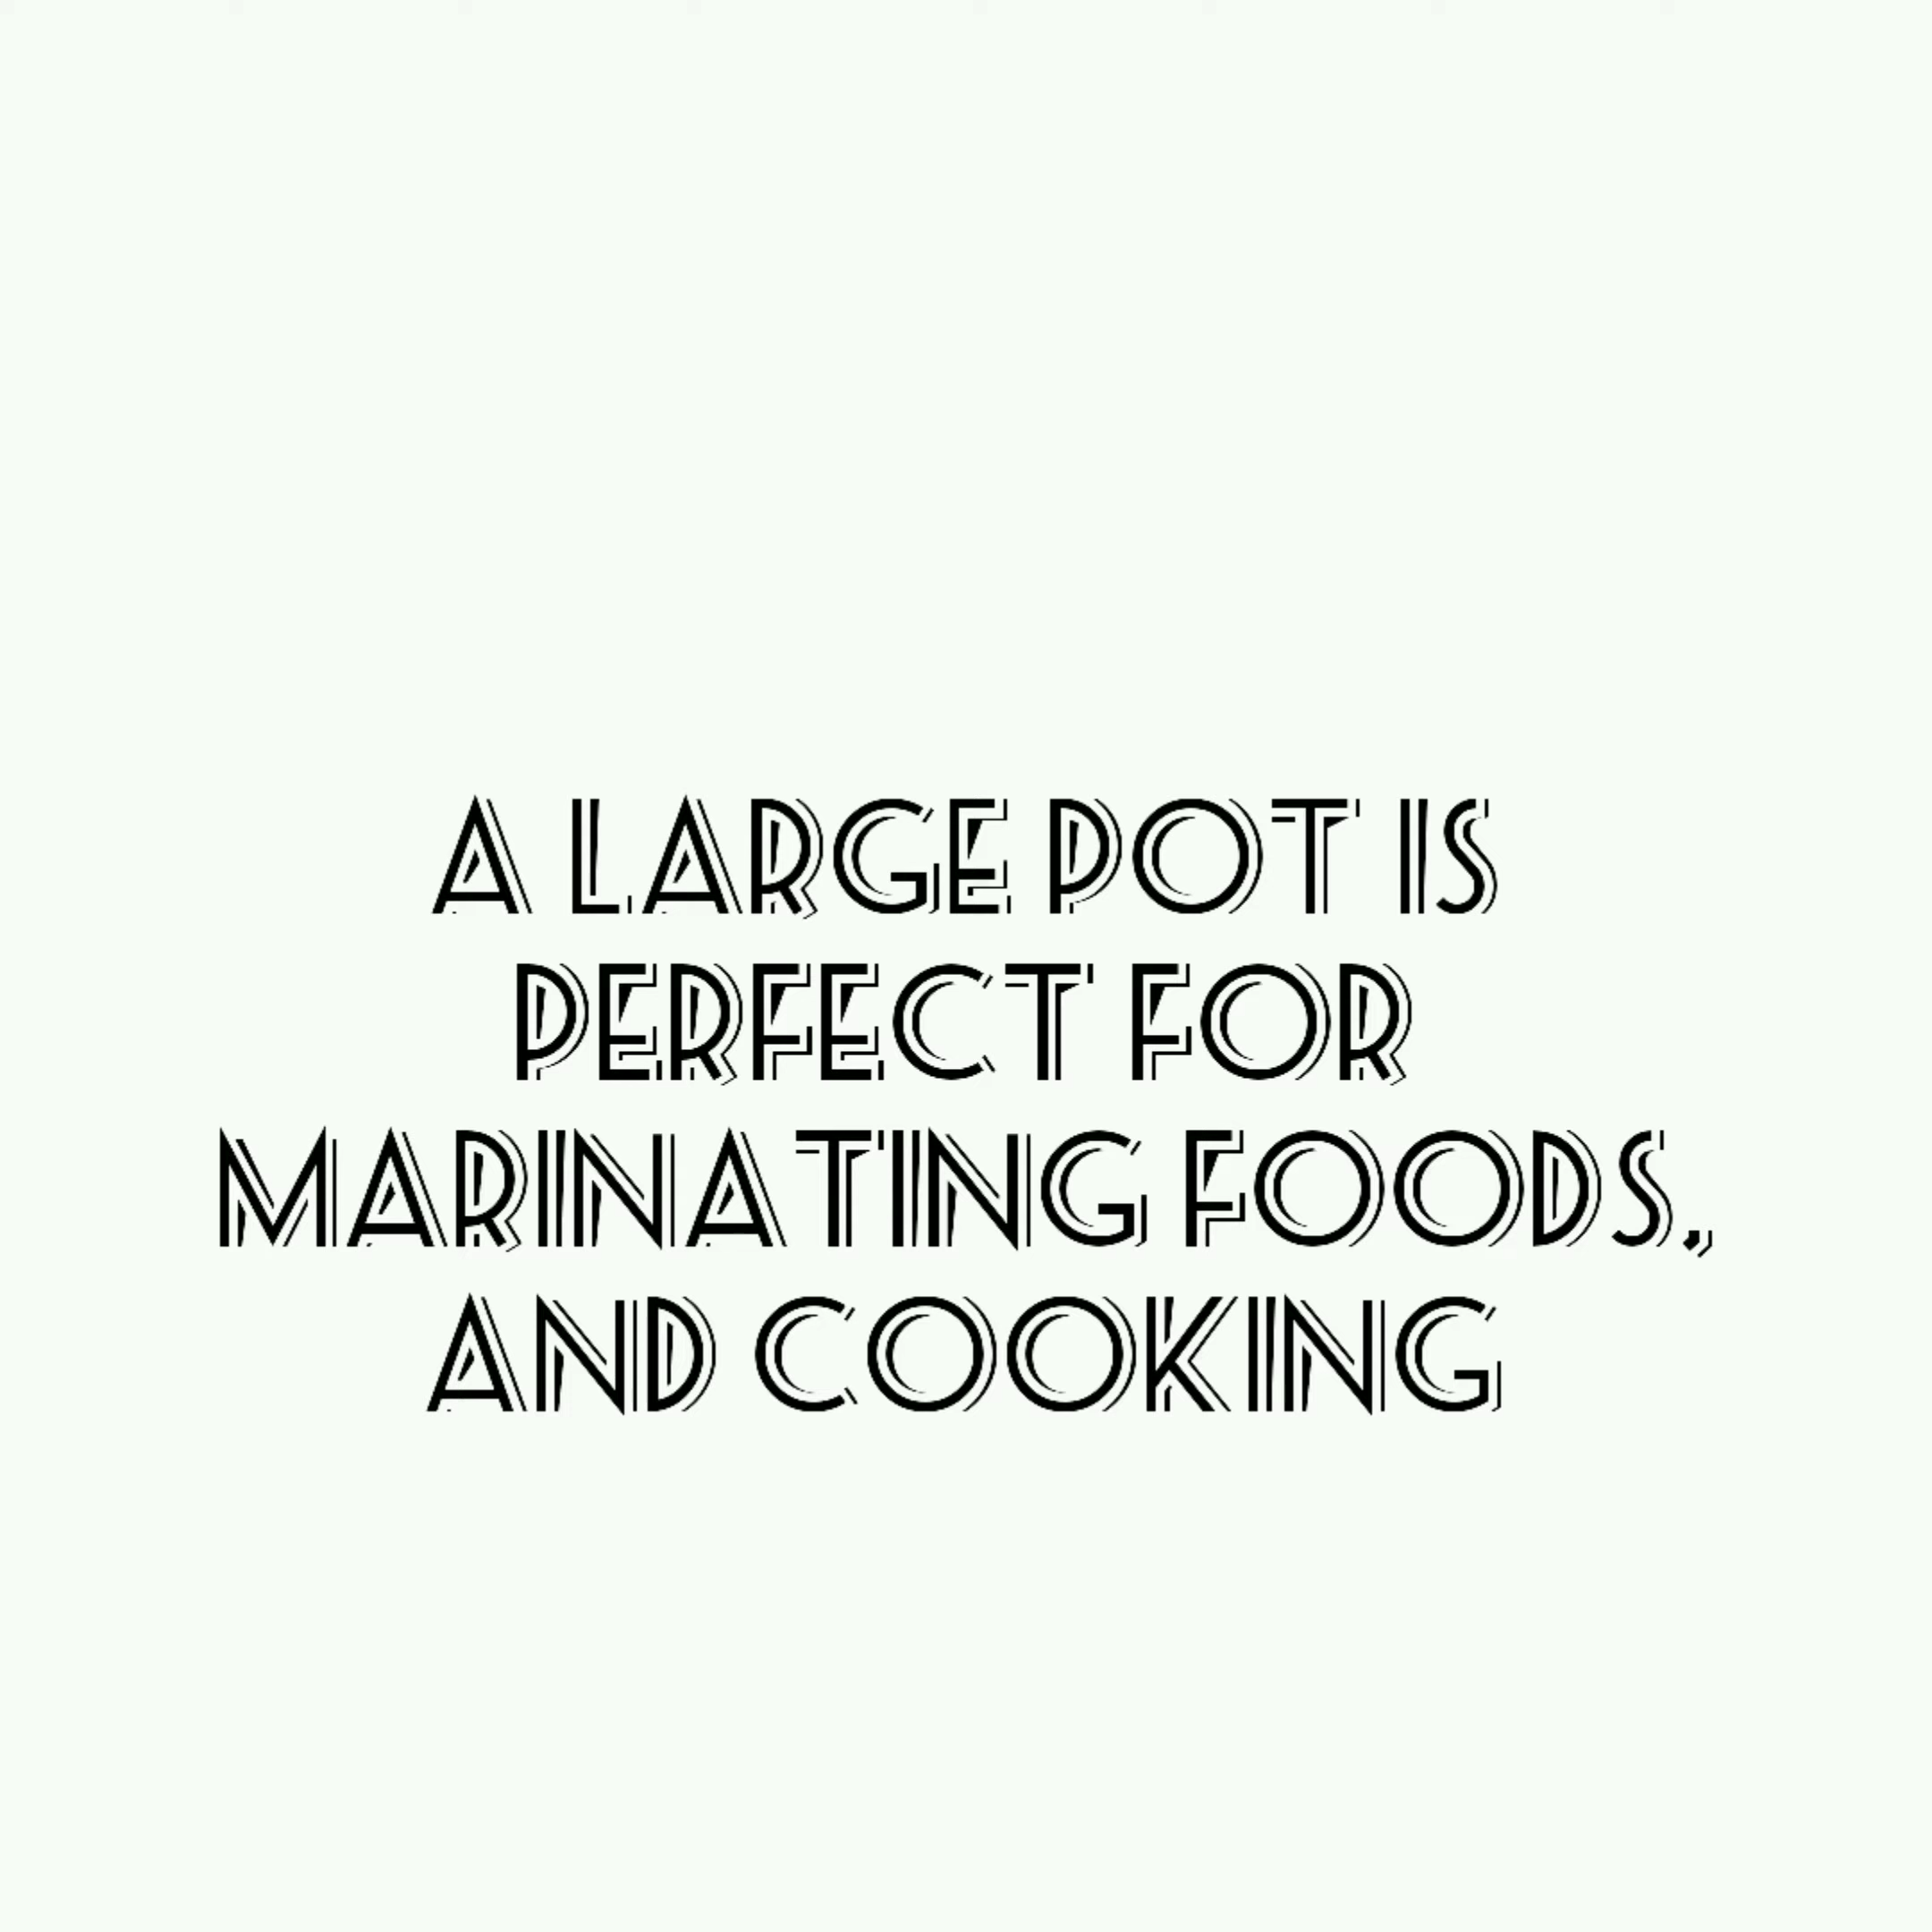 A LARGE POT IS
PERFECT FOR
MARINATING FOODS,
AND COOKING